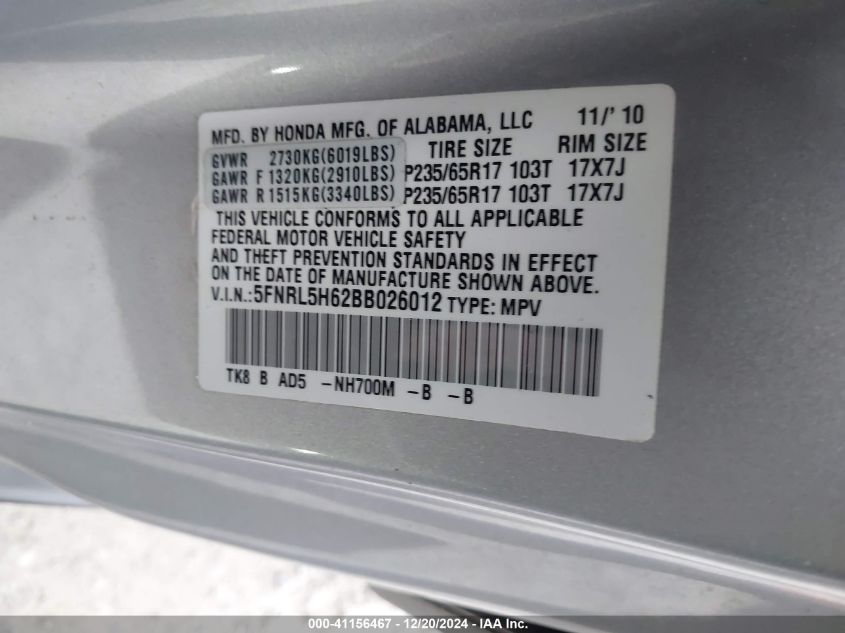 MFD. BY HONDA MFG. OF ALABAMA, LLC 11/' 10
TIRE SIZE RIM SIZE
GVWR 2730KG(6019LBS)
GAWR F 1320KG(2910LBS) P235/65R17 103T 17X7J
GAWR R 1515KG(3340LBS) P235/65R17 103T 17X7J
THIS VEHICLE CONFORMS TO ALL APPLICABLE
FEDERAL MOTOR VEHICLE SAFETY
AND THEFT PREVENTION STANDARDS IN EFFECT
ON THE DATE OF MANUFACTURE SHOWN ABOVE.
V.I.N.:5FNRL5H62BB026012 TYPE: MPV
TK8 B AD5 -NH700M -B -B
000-41156467 - 12/20/2024 - IAA Inc.